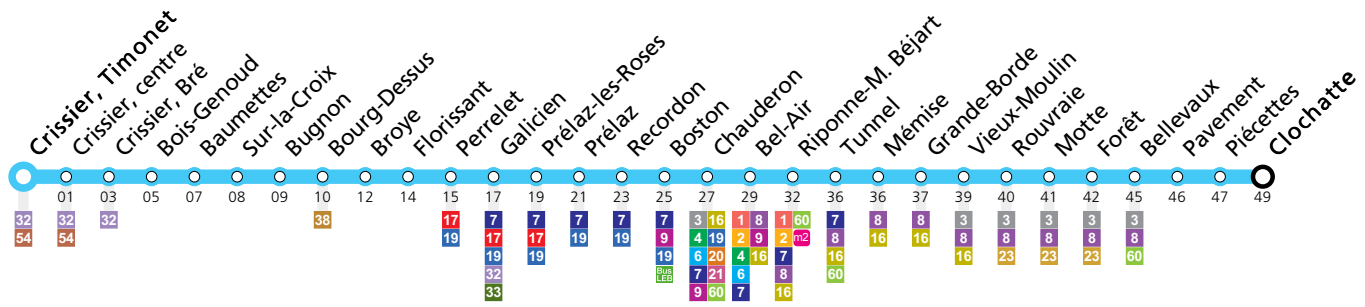 Crissier, Timonet
Crissier, centre
Crissier, Bré
Bois-Genoud
Baumettes
Sur-la-Croix
Bugnon
Bourg-Dessus
Broye
Florissant
Perrelet
Galicien
Prélaz-les-Roses
Prélaz
Recordon
Boston
Chauderon
Bel-Air
Riponne-M. Béjart
Tunnel
Mémise
Grande-Borde
Vieux-Moulin
Rouvraie
Motte
Forêt
Bellevaux
Pavement
Piécettes
Clochatte
01 03 05 07 08 09 10 12 14 15 17 19 21 23 25 27 29 32 36 36 37 39 40 41 42 45 46 47 49
32 32 32 38 17 7 7 7 7 7 3 16 1 8 1 60 7 8 8 3 3 3 3 3
54 54 19 17 17 19 19 9 4 19 2 9 2 m2 8 16 16 8 8 8 8 8
19 19 19 6 20 4 16 7 16 16 23 23 23 60
32 Bus LEB 7 21 6 8 60
33 9 60 7 16